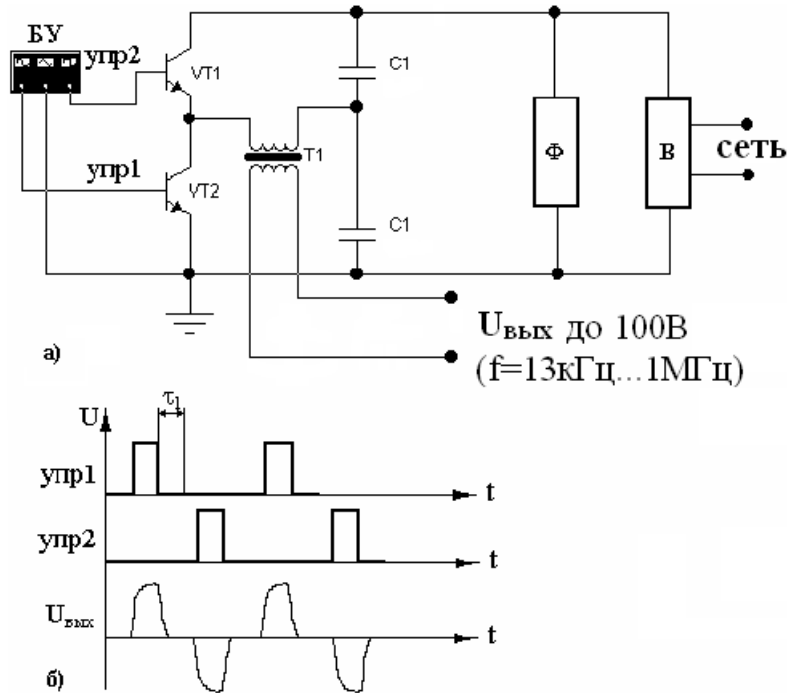 БУ
упр2
VT1
C1
T1
Ф
В
сеть
упр1
VT2
C1
Uвых до 100В
(f=13кГц...1МГц)
а)
U
τ1
упр1
t
упр2
t
Uвых
t
б)